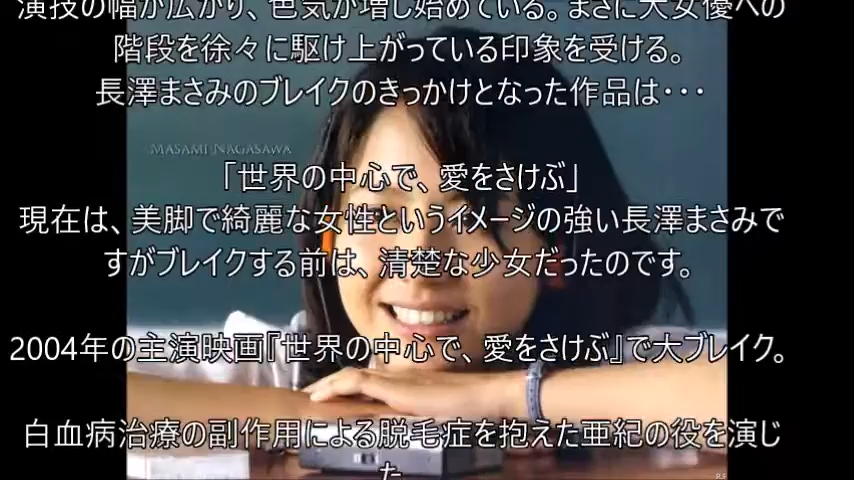 演技の幅が広がり、色気が増し始めている。まさに大女優への
階段を徐々に駆け上がっている印象を受ける。
長澤まさみのブレイクのきっかけとなった作品は・・・
MASAMI NAGASAWA
「世界の中心で、愛をさけぶ」
現在は、美脚で綺麗な女性というイメージの強い長澤まさみで
すがブレイクする前は、清楚な少女だったのです。
2004年の主演映画『世界の中心で、愛をさけぶ』で大ブレイク。
白血病治療の副作用による脱毛症を抱えた亜紀の役を演じ
た